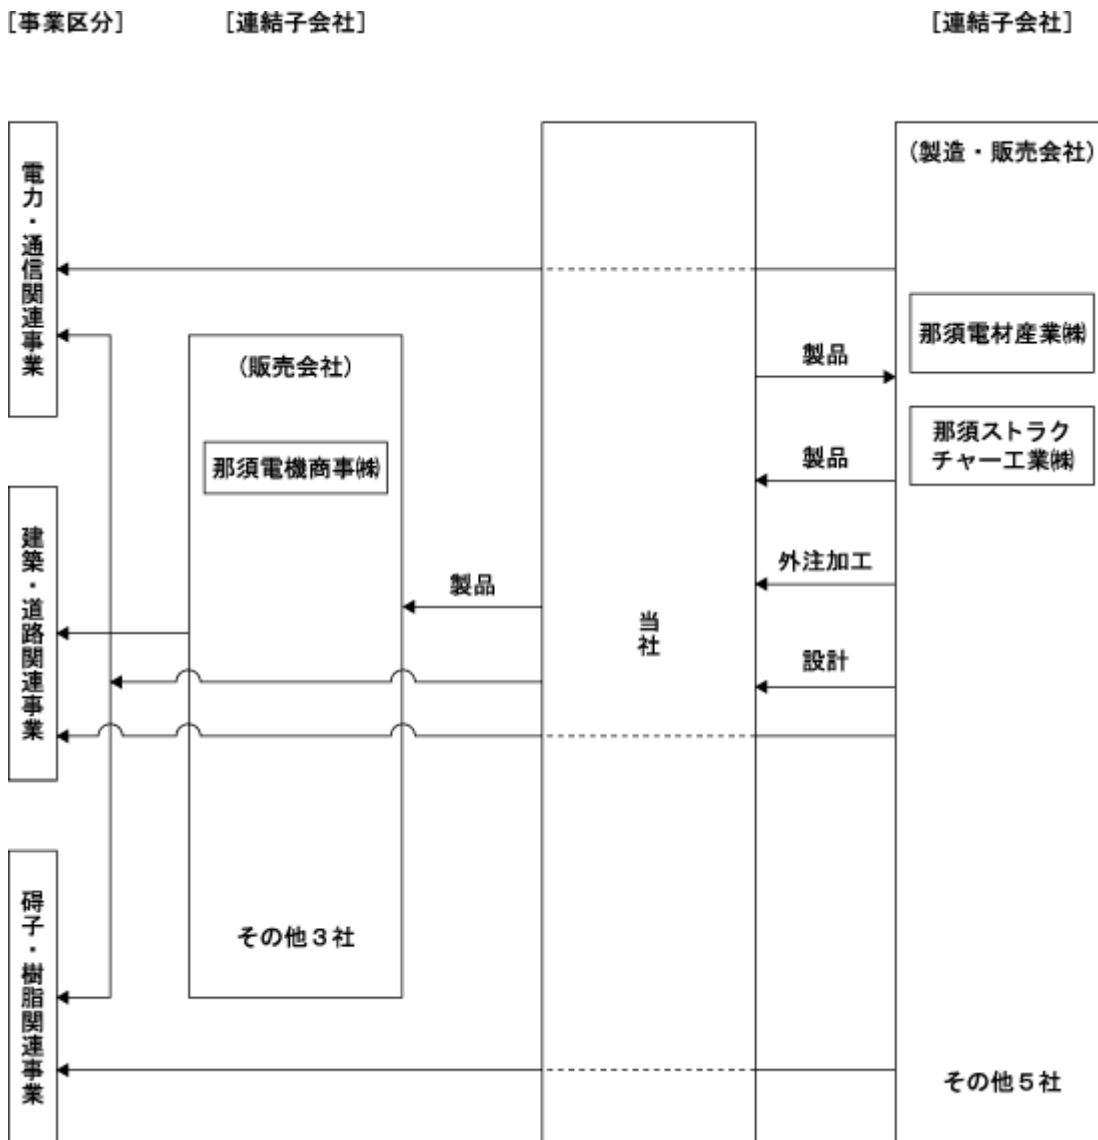 ［事業区分］
［連結子会社］
［連結子会社］
電力・通信関連事業
建築・道路関連事業
碍子・樹脂関連事業
（販売会社）
那須電機商事㈱
その他３社
製品
当社
製品
製品
外注加工
設計
（製造・販売会社）
那須電材産業㈱
那須ストラク
チャー工業㈱
その他５社